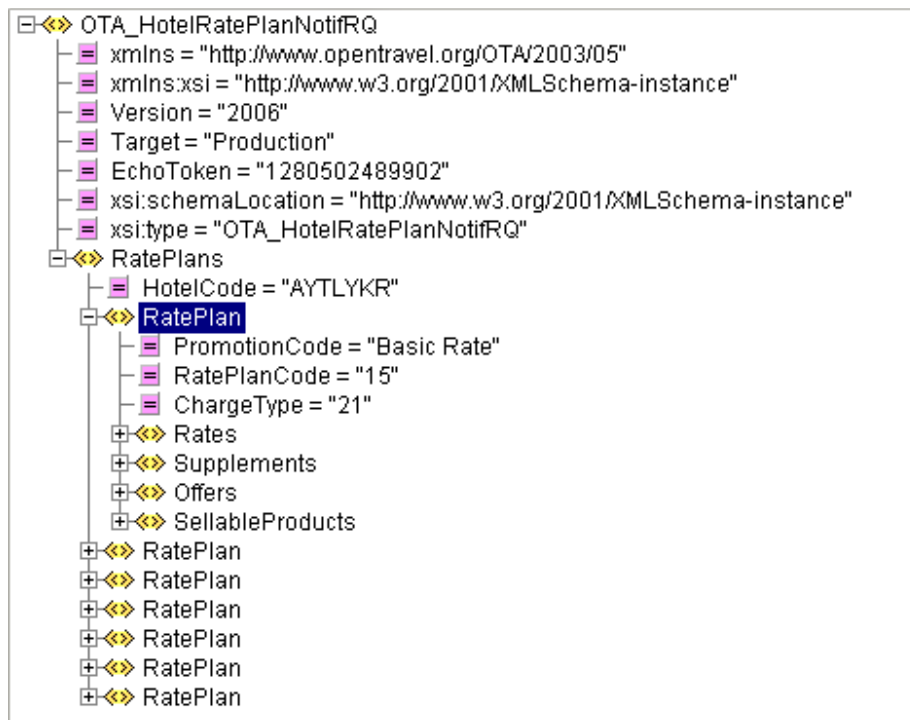 OTA_HotelRatePlanNotifRQ
xmlns = "http://www.opentravel.org/OTA/2003/05"
xmlns:xsi = "http://www.w3.org/2001/XMLSchema-instance"
Version = "2006"
Target = "Production"
EchoToken = "1280502489902"
xsi:schemaLocation = "http://www.w3.org/2001/XMLSchema-instance"
xsi:type = "OTA_HotelRatePlanNotifRQ"
RatePlans
HotelCode = "AYTLYKR"
RatePlan
PromotionCode = "Basic Rate"
RatePlanCode = "15"
ChargeType = "21"
Rates
Supplements
Offers
SellableProducts
RatePlan
RatePlan
RatePlan
RatePlan
RatePlan
RatePlan